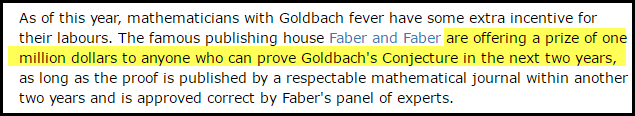 As of this year, mathematicians with Goldbach fever have some extra incentive for
their labours. The famous publishing house Faber and Faber are offering a prize of one
million dollars to anyone who can prove Goldbach's Conjecture in the next two years,
as long as the proof is published by a respectable mathematical journal within another
two years and is approved correct by Faber's panel of experts.